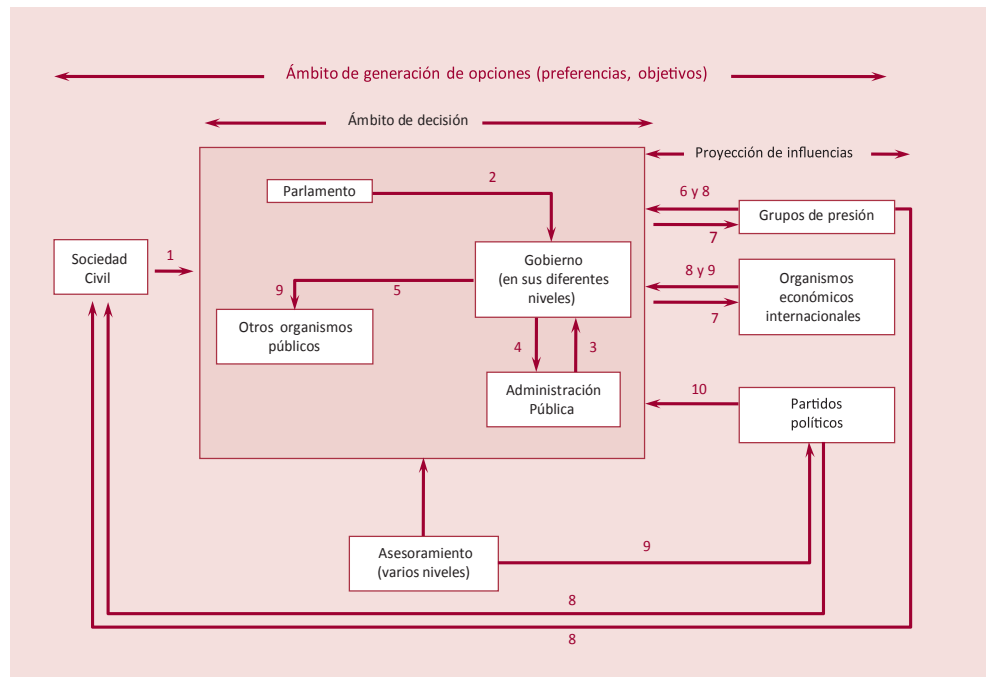 Ámbito de generación de opciones (preferencias, objetivos)
Ámbito de decisión
Proyección de influencias
2
Parlamento
6 y 8
Grupos de presión
7
Sociedad
Civil
1
Gobierno
(en sus diferentes
niveles)
8 y 9
Organismos
económicos
internacionales
7
9
5
Otros organismos
públicos
4
3
Administración
Pública
10
Partidos
políticos
Asesoramiento
(varios niveles)
9
8
8